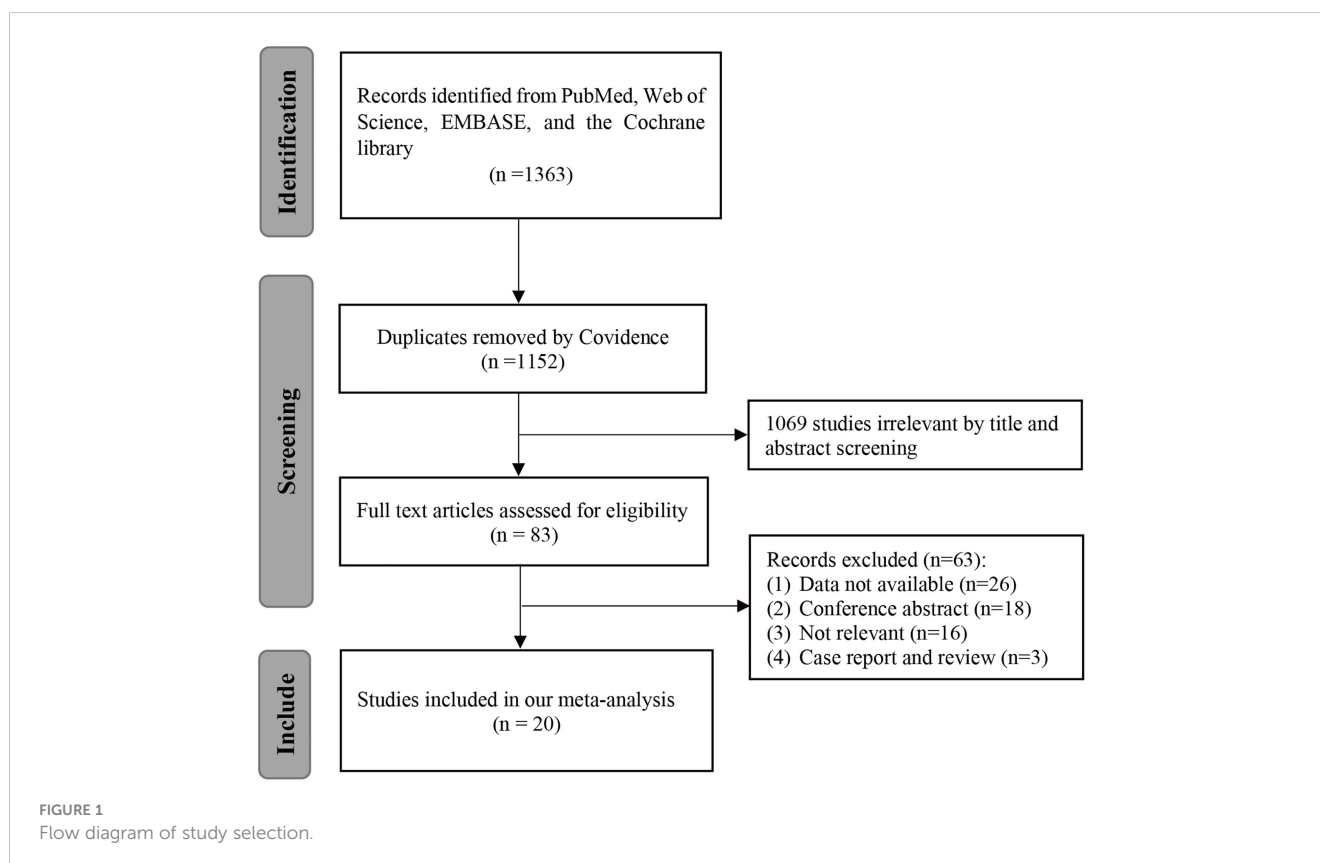 Identification
Records identified from PubMed, Web of
Science, EMBASE, and the Cochrane
library
(n =1363)
Screening
Duplicates removed by Covidence
(n =1152)
1069 studies irrelevant by title and
abstract screening
Full text articles assessed for eligibility
(n = 83)
Records excluded (n=63):
(1) Data not available (n=26)
(2) Conference abstract (n=18)
(3) Not relevant (n=16)
(4) Case report and review (n=3)
Include
Studies included in our meta-analysis
(n = 20)
FIGURE 1
Flow diagram of study selection.